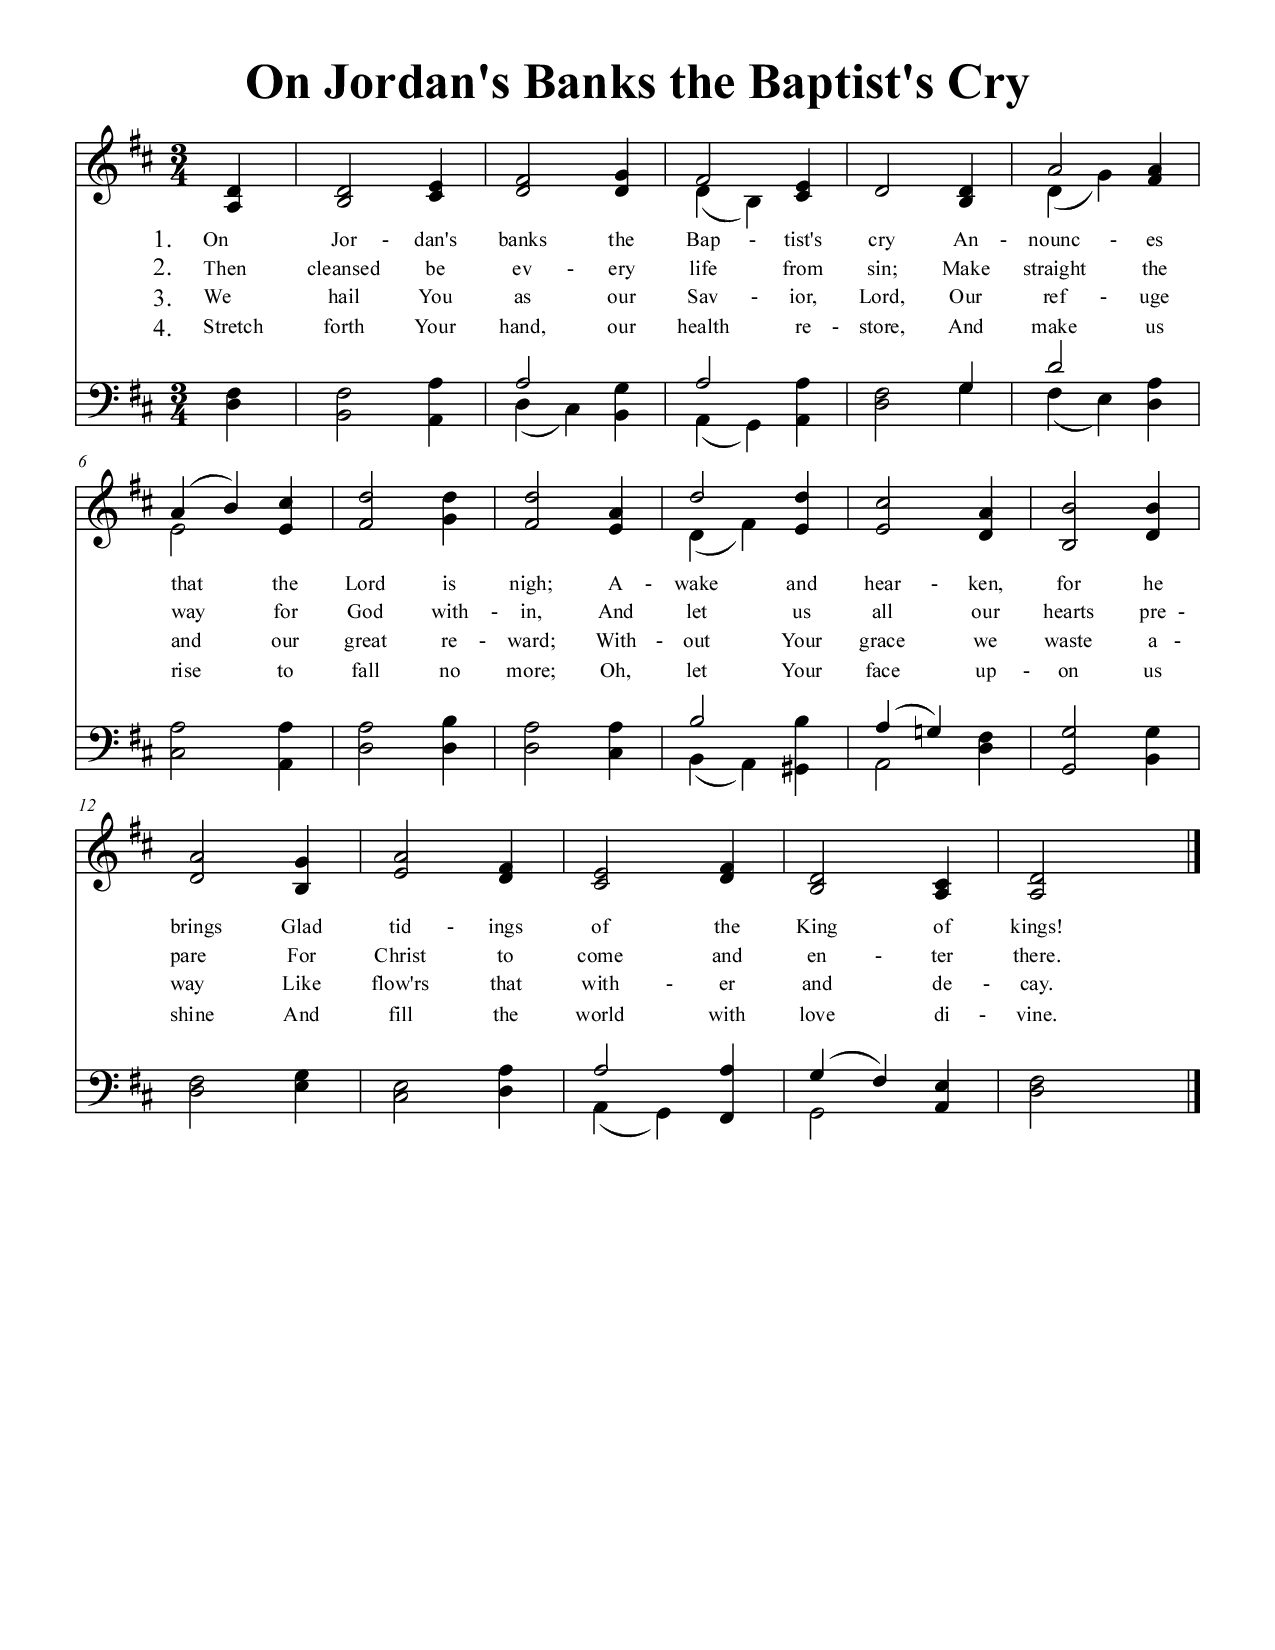 On Jordan's Banks the Baptist's Cry
3
4
1. On Jor - dan's banks the Bap - tist's cry An - nounc - es
2. Then cleansed be ev - ery life from sin; Make straight the
3. We hail You as our Sav - ior, Lord, Our ref - uge
4. Stretch forth Your hand, our health re - store, And make us
3
4
6
that the Lord is nigh; A - wake and hear - ken, for he
way for God with - in, And let us all our hearts pre -
and our great re - ward; With - out Your grace we waste a -
rise to fall no more; Oh, let Your face up - on us
12
brings Glad tid - ings of the King of kings!
pare For Christ to come and en - ter there.
way Like flow'rs that with - er and de - cay.
shine And fill the world with love di - vine.